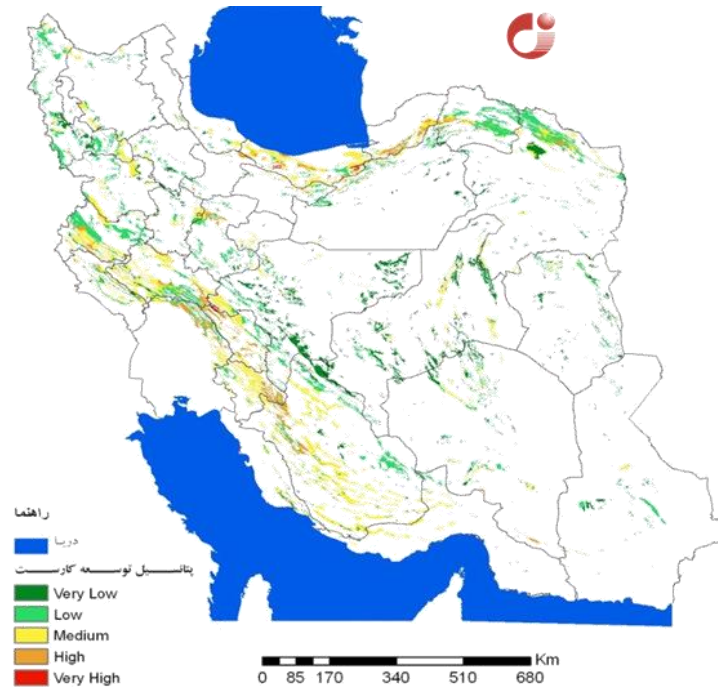 راهنما
دریا
پتانسیل توسعه کارست
Very Low
Low
Medium
High
Very High
Km
0 85 170 340 510 680